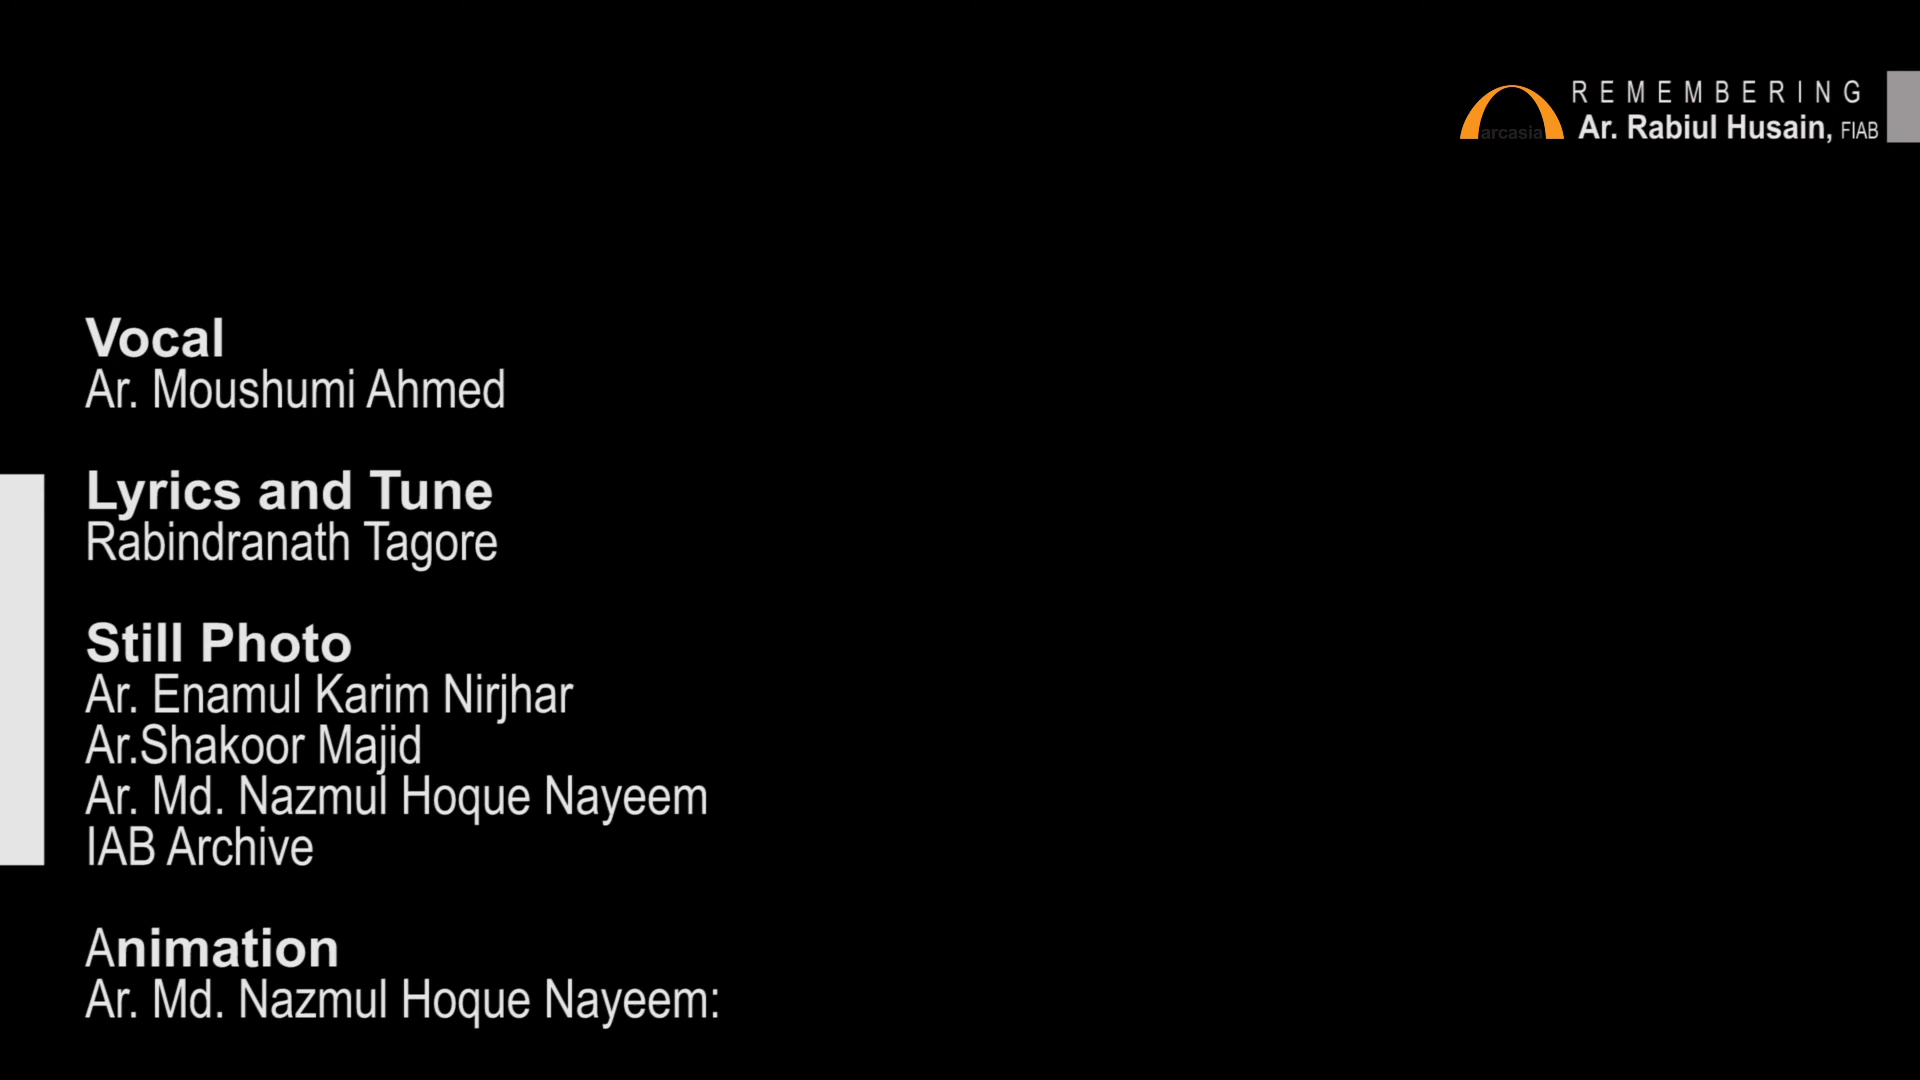 REMEMBERING
arcasia Ar. Rabiul Husain, FIAB
Vocal
Ar. Moushumi Ahmed
Lyrics and Tune
Rabindranath Tagore
Still Photo
Ar. Enamul Karim Nirjhar
Ar.Shakoor Majid
Ar. Md. Nazmul Hoque Nayeem
IAB Archive
Animation
Ar. Md. Nazmul Hoque Nayeem: